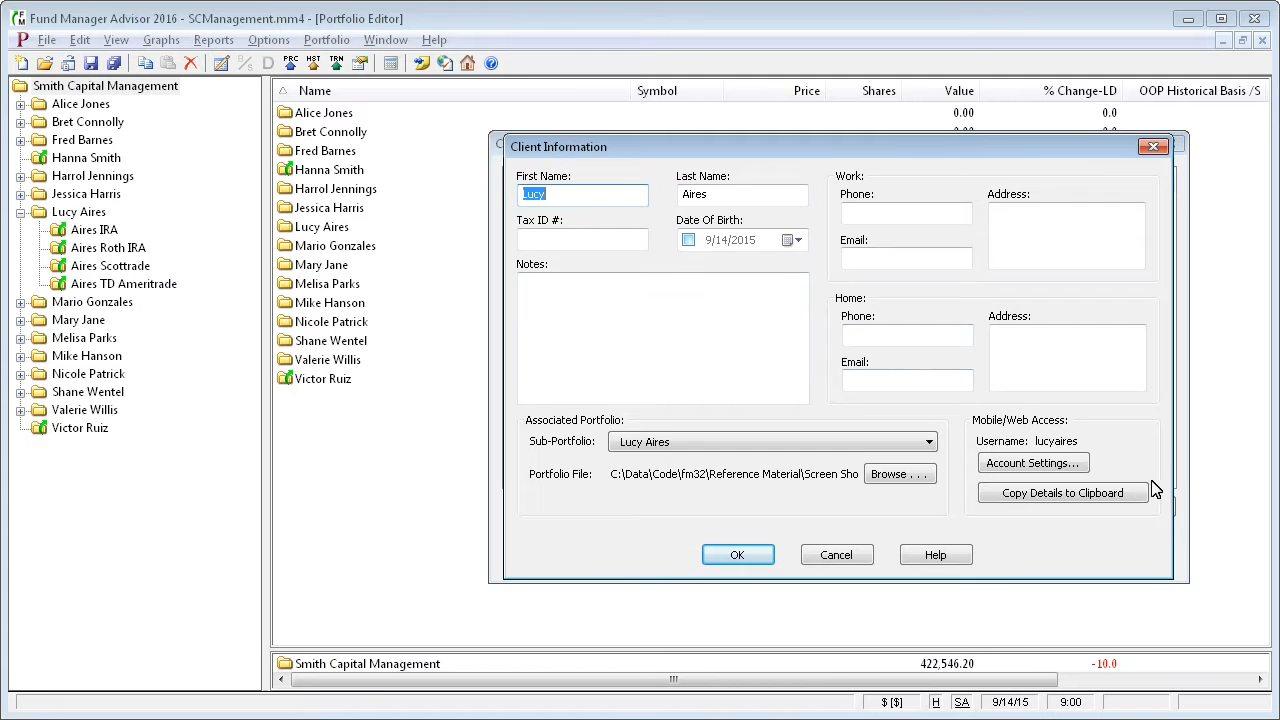 Fund Manager Advisor 2016 - SCManagement.mm4 - [Portfolio Editor]
File Edit View Graphs Reports Options Portfolio Window Help
B/S D PRC HST TRN
Smith Capital Management
Alice Jones
Bret Connolly
Fred Barnes
Hanna Smith
Harrol Jennings
Jessica Harris
Lucy Aires
Aires IRA
Aires Roth IRA
Aires Scottrade
Aires TD Ameritrade
Mario Gonzales
Mary Jane
Melisa Parks
Mike Hanson
Nicole Patrick
Shane Wentel
Valerie Willis
Victor Ruiz
Name Symbol Price Shares Value % Change-LD OOP Historical Basis /S
Alice Jones 0.00 0.0
Bret Connolly
Fred Barnes
Hanna Smith
Harrol Jennings
Jessica Harris
Lucy Aires
Mario Gonzales
Mary Jane
Melisa Parks
Mike Hanson
Nicole Patrick
Shane Wentel
Valerie Willis
Victor Ruiz
Client Information
First Name: Last Name:
Lucy Aires
Tax ID #: Date Of Birth:
9/14/2015
Notes:
Work:
Phone: Address:
Email:
Home:
Phone: Address:
Email:
Associated Portfolio:
Sub-Portfolio: Lucy Aires
Portfolio File: C:\Data\Code\fm32\Reference Material\Screen Sho Browse . . .
Mobile/Web Access:
Username: lucyaires
Account Settings...
Copy Details to Clipboard
OK Cancel Help
Smith Capital Management 422,546.20 -10.0
$ [$] H SA 9/14/15 9:00